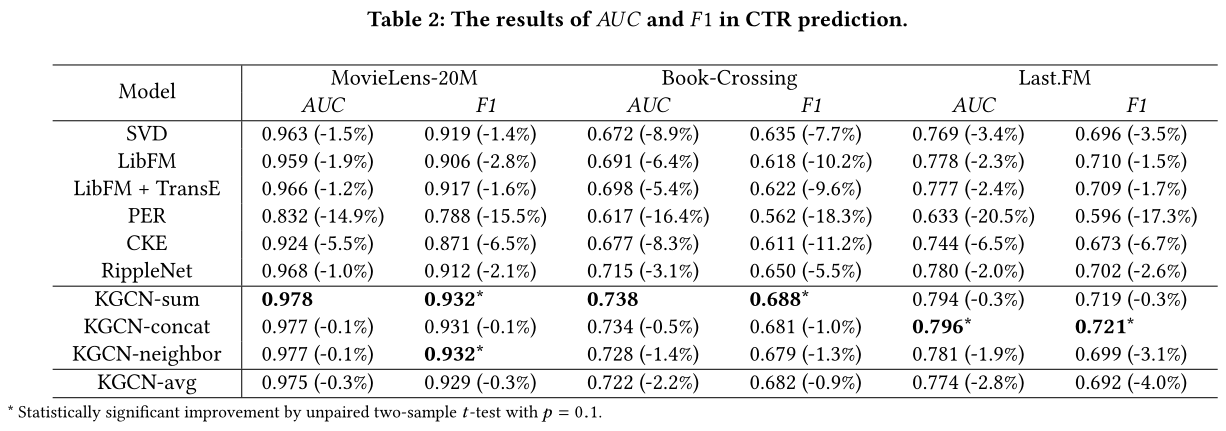 Table 2: The results of AUC and F1 in CTR prediction.
Model MovieLens-20M Book-Crossing Last.FM
AUC F1 AUC F1 AUC F1
SVD 0.963 (-1.5%) 0.919 (-1.4%) 0.672 (-8.9%) 0.635 (-7.7%) 0.769 (-3.4%) 0.696 (-3.5%)
LibFM 0.959 (-1.9%) 0.906 (-2.8%) 0.691 (-6.4%) 0.618 (-10.2%) 0.778 (-2.3%) 0.710 (-1.5%)
LibFM + TransE 0.966 (-1.2%) 0.917 (-1.6%) 0.698 (-5.4%) 0.622 (-9.6%) 0.777 (-2.4%) 0.709 (-1.7%)
PER 0.832 (-14.9%) 0.788 (-15.5%) 0.617 (-16.4%) 0.562 (-18.3%) 0.633 (-20.5%) 0.596 (-17.3%)
CKE 0.924 (-5.5%) 0.871 (-6.5%) 0.677 (-8.3%) 0.611 (-11.2%) 0.744 (-6.5%) 0.673 (-6.7%)
RippleNet 0.968 (-1.0%) 0.912 (-2.1%) 0.715 (-3.1%) 0.650 (-5.5%) 0.780 (-2.0%) 0.702 (-2.6%)
KGCN-sum 0.978 0.932* 0.738 0.688* 0.794 (-0.3%) 0.719 (-0.3%)
KGCN-concat 0.977 (-0.1%) 0.931 (-0.1%) 0.734 (-0.5%) 0.681 (-1.0%) 0.796* 0.721*
KGCN-neighbor 0.977 (-0.1%) 0.932* 0.728 (-1.4%) 0.679 (-1.3%) 0.781 (-1.9%) 0.699 (-3.1%)
KGCN-avg 0.975 (-0.3%) 0.929 (-0.3%) 0.722 (-2.2%) 0.682 (-0.9%) 0.774 (-2.8%) 0.692 (-4.0%)
* Statistically significant improvement by unpaired two-sample t-test with p = 0.1.